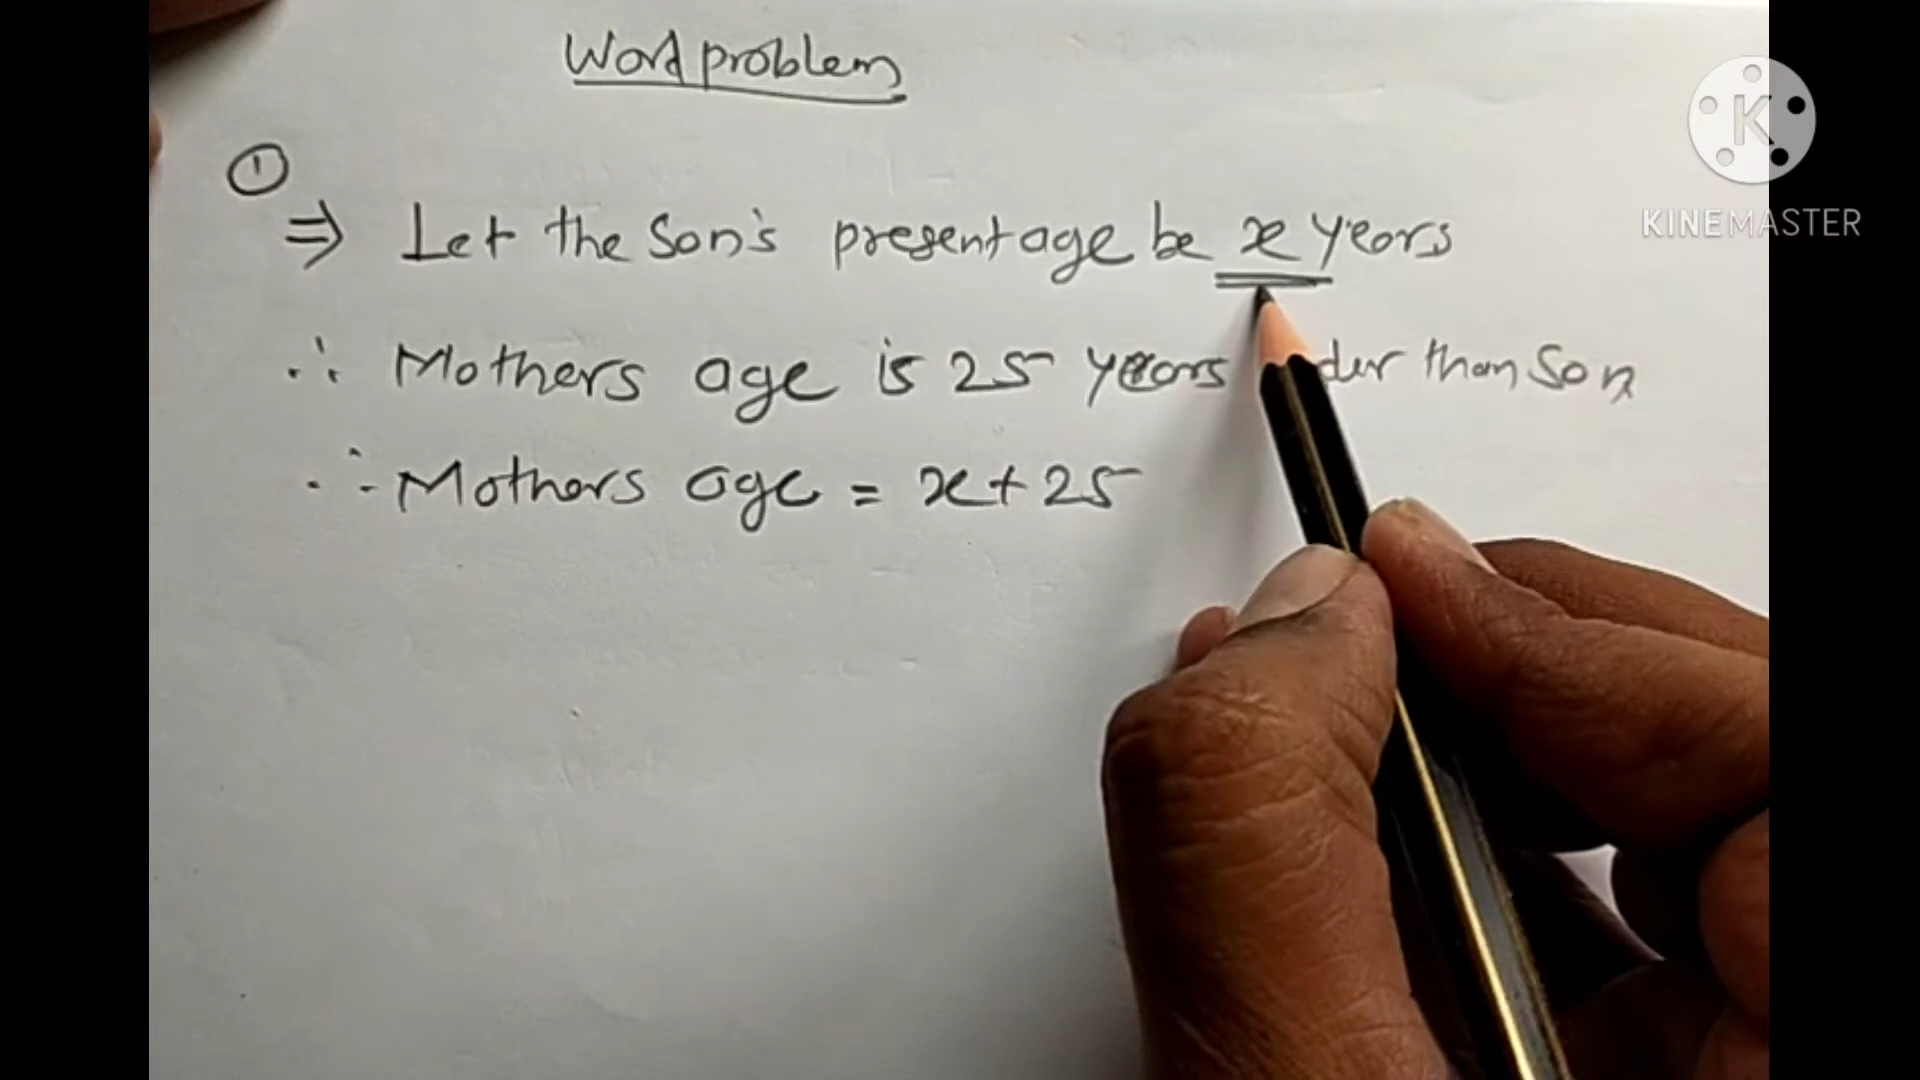 Word problem
①
⇒ Let the Son's present age be x years
∴ Mothers age is 25 years than Son
∴ Mothers age = x + 25
K
KINEMASTER